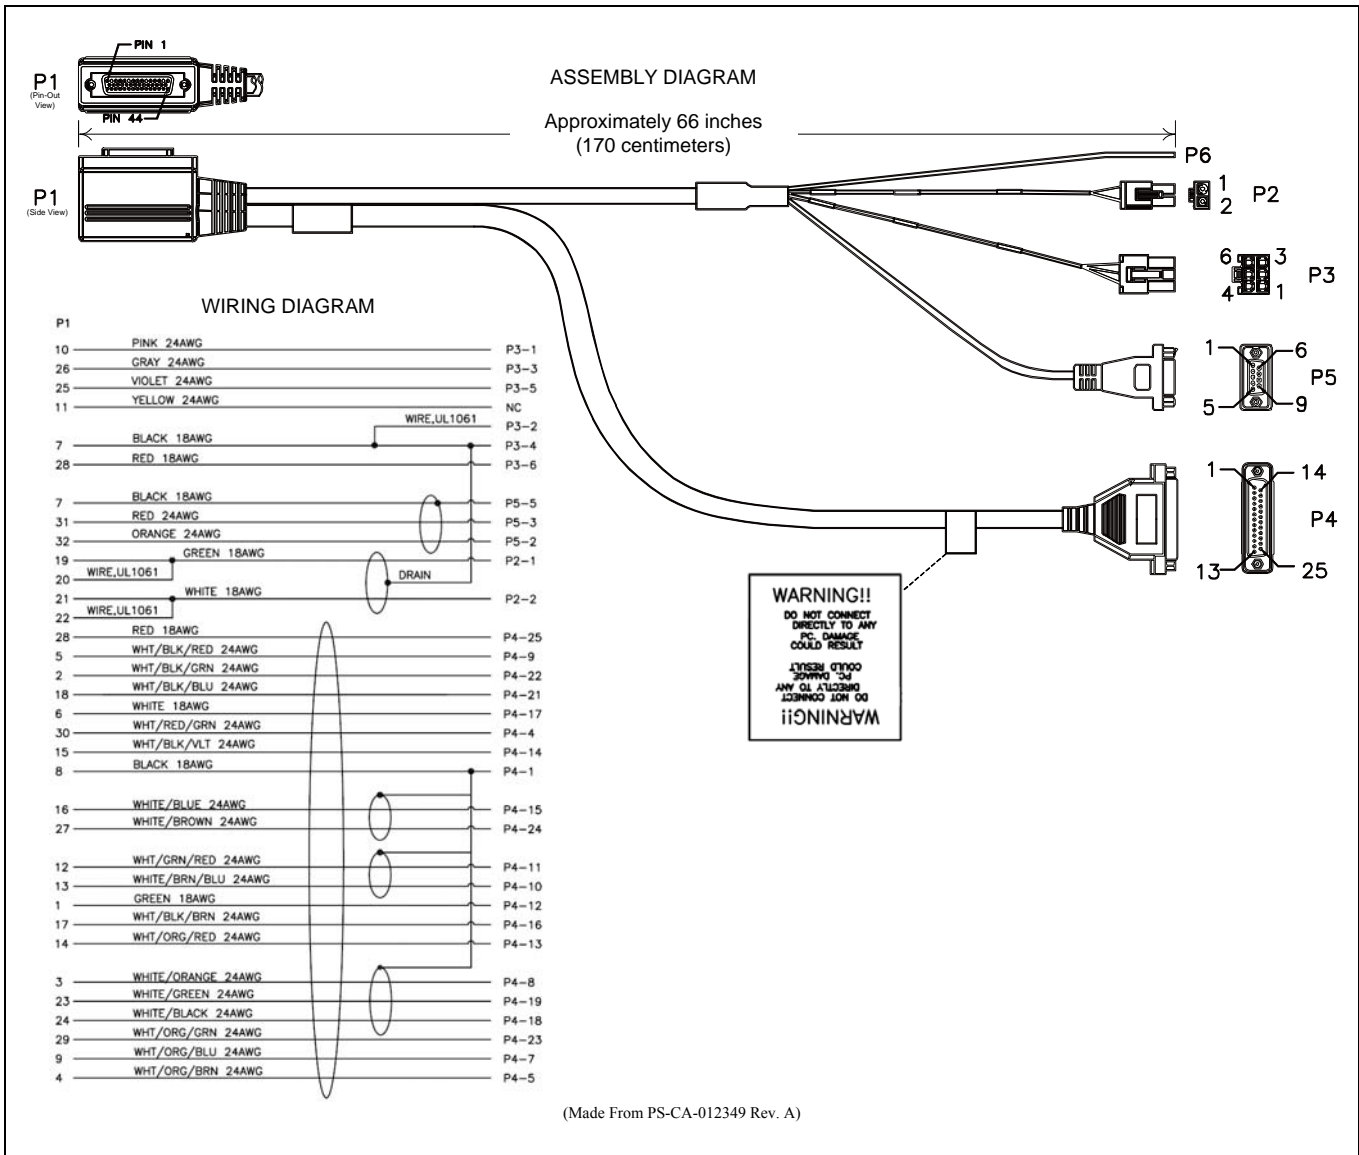 PIN 1
P1
(Pin-Out
View)
PIN 44
ASSEMBLY DIAGRAM
Approximately 66 inches
(170 centimeters)
P1
(Side View)
P6
1
2
P2
6
3
4
1
P3
1
6
5
9
P5
1
14
13
25
P4
WIRING DIAGRAM
P1
10 PINK 24AWG P3-1
26 GRAY 24AWG P3-3
25 VIOLET 24AWG P3-5
11 YELLOW 24AWG NC
WIRE,UL1061 P3-2
7 BLACK 18AWG P3-4
28 RED 18AWG P3-6
7 BLACK 18AWG P5-5
31 RED 24AWG P5-3
32 ORANGE 24AWG P5-2
19 GREEN 18AWG P2-1
20 WIRE,UL1061 DRAIN
21 WHITE 18AWG P2-2
22 WIRE,UL1061
28 RED 18AWG P4-25
5 WHT/BLK/RED 24AWG P4-9
2 WHT/BLK/GRN 24AWG P4-22
18 WHT/BLK/BLU 24AWG P4-21
6 WHITE 18AWG P4-17
30 WHT/RED/GRN 24AWG P4-4
15 WHT/BLK/VLT 24AWG P4-14
8 BLACK 18AWG P4-1
16 WHITE/BLUE 24AWG P4-15
27 WHITE/BROWN 24AWG P4-24
12 WHT/GRN/RED 24AWG P4-11
13 WHITE/BRN/BLU 24AWG P4-10
1 GREEN 18AWG P4-12
17 WHT/BLK/BRN 24AWG P4-16
14 WHT/ORG/RED 24AWG P4-13
3 WHITE/ORANGE 24AWG P4-8
23 WHITE/GREEN 24AWG P4-19
24 WHITE/BLACK 24AWG P4-18
29 WHT/ORG/GRN 24AWG P4-23
9 WHT/ORG/BLU 24AWG P4-7
4 WHT/ORG/BRN 24AWG P4-5
WARNING!!
DO NOT CONNECT
DIRECTLY TO ANY
PC. DAMAGE
COULD RESULT
WARNING!!
DO NOT CONNECT
DIRECTLY TO ANY
PC. DAMAGE
COULD RESULT
(Made From PS-CA-012349 Rev. A)